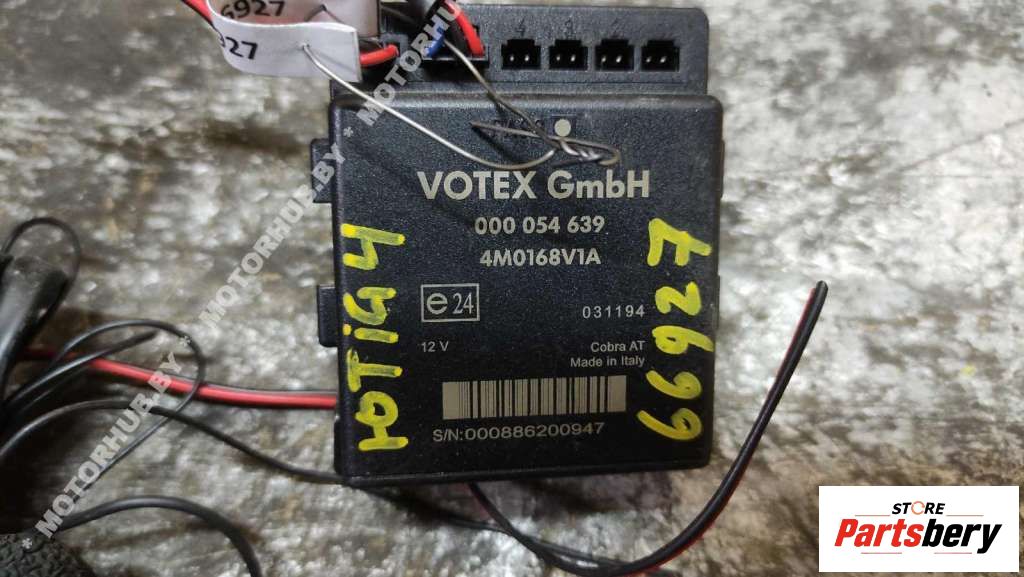 6927
927
VOTEX GmbH
000 054 639
4M0168V1A
e24
031194
12 V
Cobra AT
Made in Italy
S/N:000886200947
66927
* MOTORHUB.BY * MOTORHUB.BY * MOTORHUB.BY * MOTORHUB
STORE
Partsbery